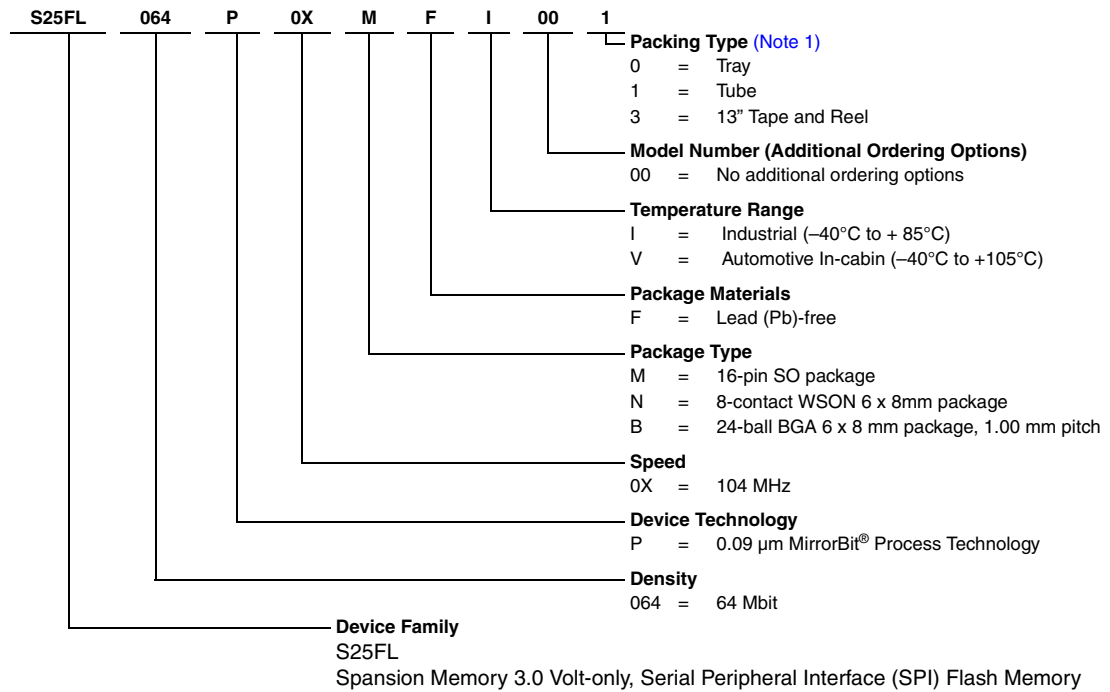 S25FL 064 P 0X M F I 00 1
Packing Type (Note 1)
0 = Tray
1 = Tube
3 = 13” Tape and Reel
Model Number (Additional Ordering Options)
00 = No additional ordering options
Temperature Range
I = Industrial (–40°C to + 85°C)
V = Automotive In-cabin (–40°C to +105°C)
Package Materials
F = Lead (Pb)-free
Package Type
M = 16-pin SO package
N = 8-contact WSON 6 x 8mm package
B = 24-ball BGA 6 x 8 mm package, 1.00 mm pitch
Speed
0X = 104 MHz
Device Technology
P = 0.09 µm MirrorBit® Process Technology
Density
064 = 64 Mbit
Device Family
S25FL
Spansion Memory 3.0 Volt-only, Serial Peripheral Interface (SPI) Flash Memory